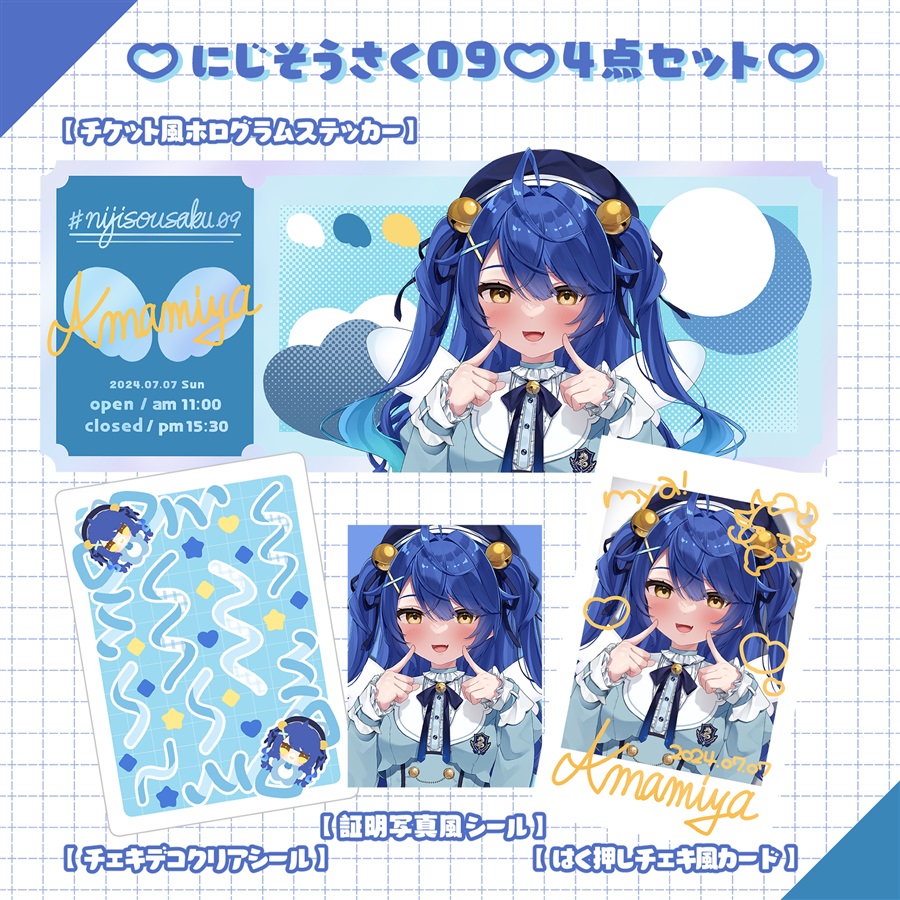 ♡にじそうさく09♡4点セット♡
【チケット風ホログラムステッカー】
#nijisousaku09
Amamiya
2024.07.07 Sun
open / am 11:00
closed / pm 15:30
mya!
2024.07.07
Amamiya
【証明写真風シール】
【チェキデコクリアシール】
【はく押しチェキ風カード】